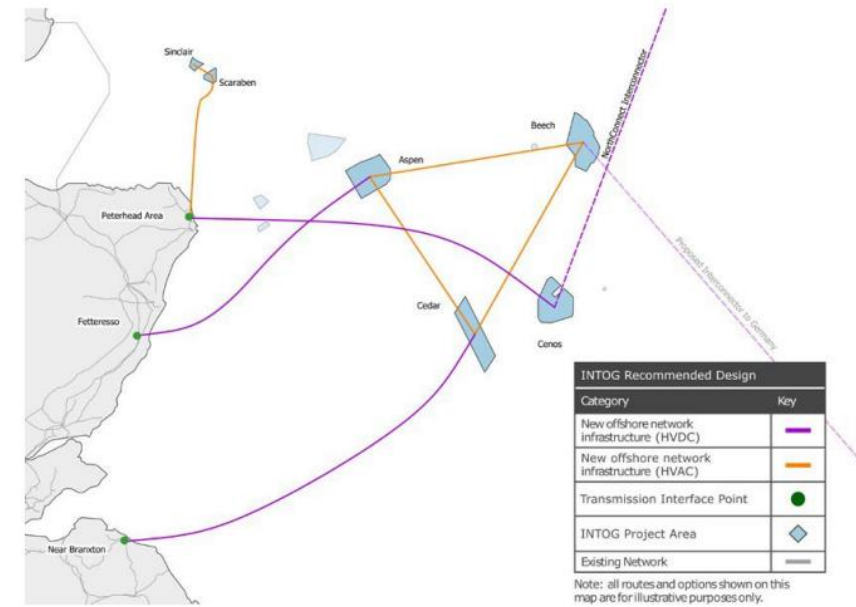 Sinclair
Scaraben
Beech
NorthConnect Interconnector
Aspen
Peterhead Area
Proposed Interconnector to Germany
Cedar
Fetteresso
Cenos
Near Branxton
INTOG Recommended Design
Category Key
New offshore network
infrastructure (HVDC)
New offshore network
infrastructure (HVAC)
Transmission Interface Point
INTOG Project Area
Existing Network
Note: all routes and options shown on this
map are for illustrative purposes only.